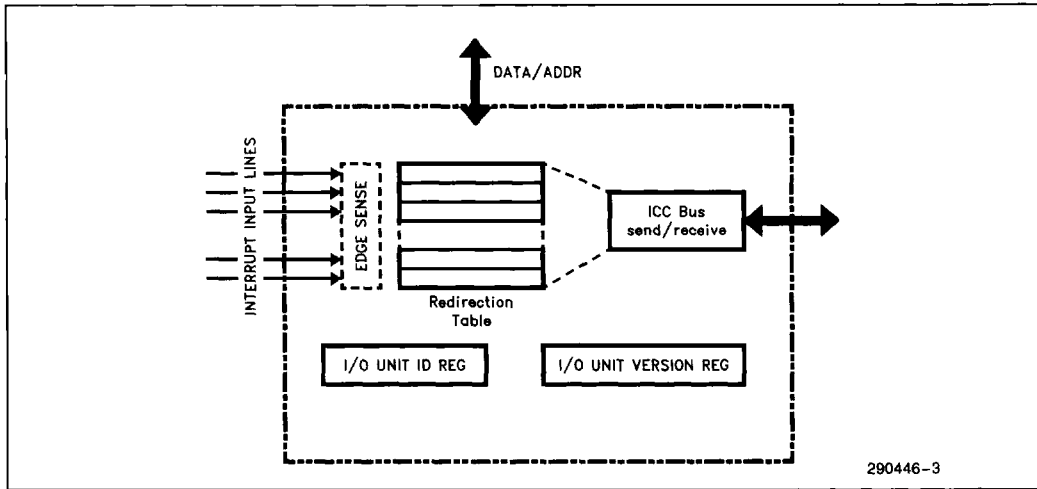 DATA/ADDR
INTERRUPT INPUT LINES
EDGE SENSE
ICC Bus
send/receive
Redirection
Table
I/O UNIT ID REG
I/O UNIT VERSION REG
290446-3